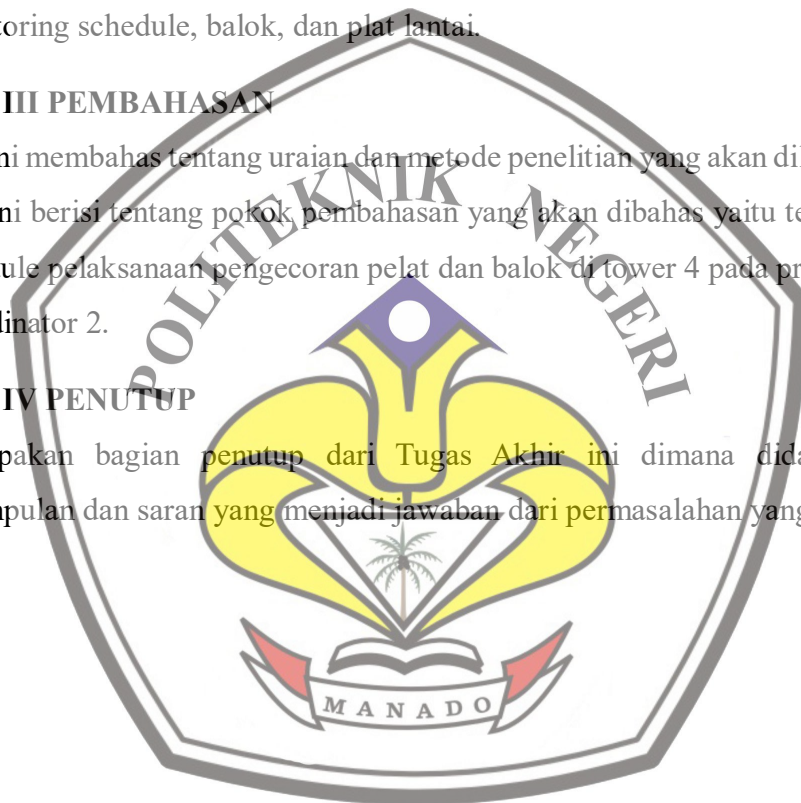 toring schedule, balok, dan plat lantai.
III PEMBAHASAN
ni membahas tentang uraian dan metode penelitian yang akan dil
ni berisi tentang pokok pembahasan yang akan dibahas yaitu te
ule pelaksanaan pengecoran pelat dan balok di tower 4 pada pr
dinator 2.
IV PENUTUP
pakan bagian penutup dari Tugas Akhir ini dimana dida
pulan dan saran yang menjadi jawaban dari permasalahan yang
POLITEKNIK NEGERI
MANADO